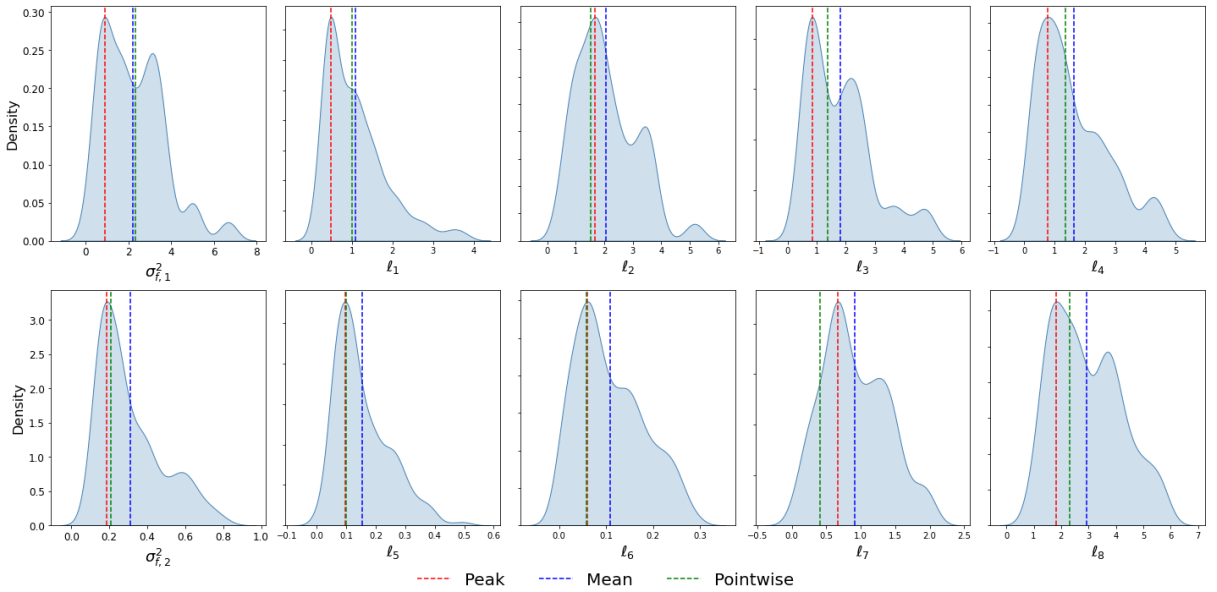 0.30
0.25
0.20
0.15
0.10
0.05
0.00
Density
0 2 4 6 8
σ²f,1
0 1 2 3 4
ℓ1
0 1 2 3 4 5 6
ℓ2
−1 0 1 2 3 4 5 6
ℓ3
−1 0 1 2 3 4 5
ℓ4
3.0
2.5
2.0
1.5
1.0
0.5
0.0
Density
0.0 0.2 0.4 0.6 0.8 1.0
σ²f,2
−0.1 0.0 0.1 0.2 0.3 0.4 0.5 0.6
ℓ5
0.0 0.1 0.2 0.3
ℓ6
−0.5 0.0 0.5 1.0 1.5 2.0 2.5
ℓ7
0 1 2 3 4 5 6 7
ℓ8
Peak Mean Pointwise